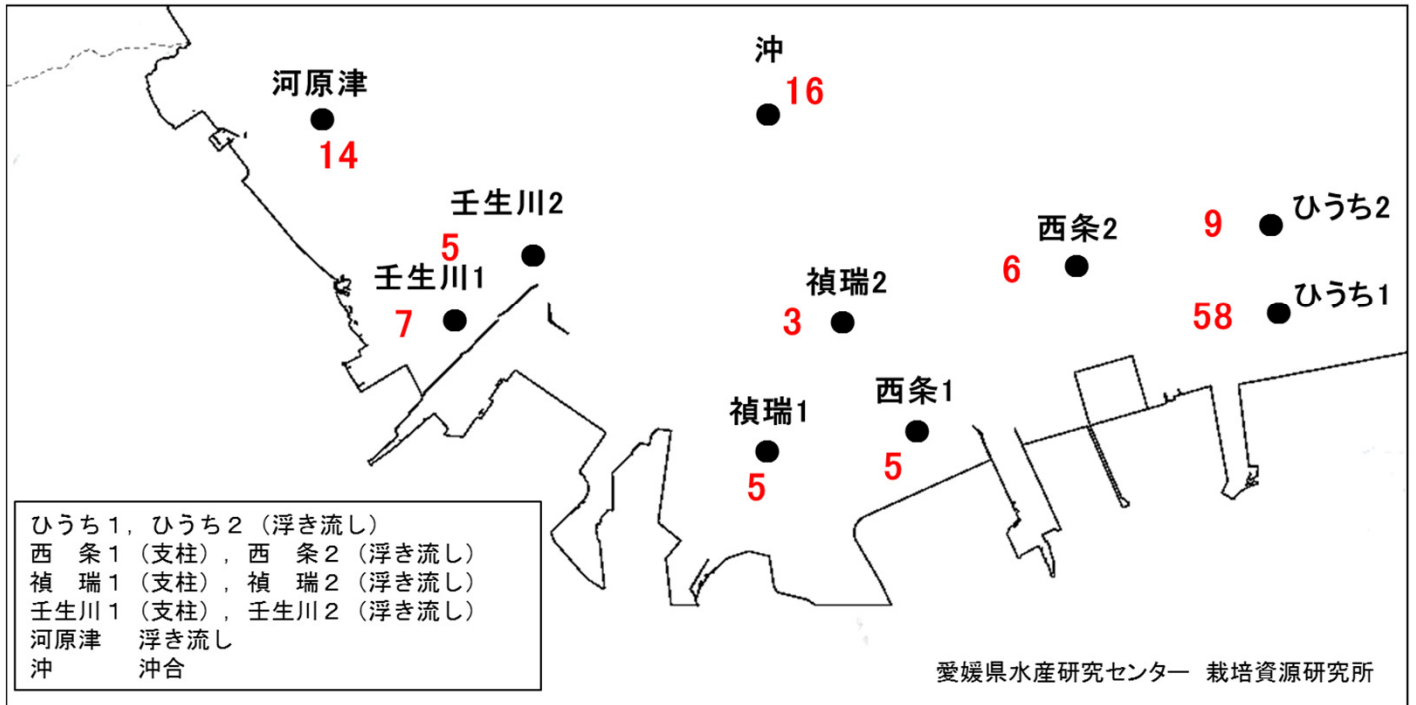 沖
16
河原津
14
壬生川2
5
壬生川1
7
ひうち2
9
西条2
6
ひうち1
58
禎瑞2
3
西条1
5
禎瑞1
5
ひうち1,ひうち2(浮き流し)
西 条1(支柱),西 条2(浮き流し)
禎 瑞1(支柱),禎 瑞2(浮き流し)
壬生川1(支柱),壬生川2(浮き流し)
河原津 浮き流し
沖 沖合
愛媛県水産研究センター 栽培資源研究所